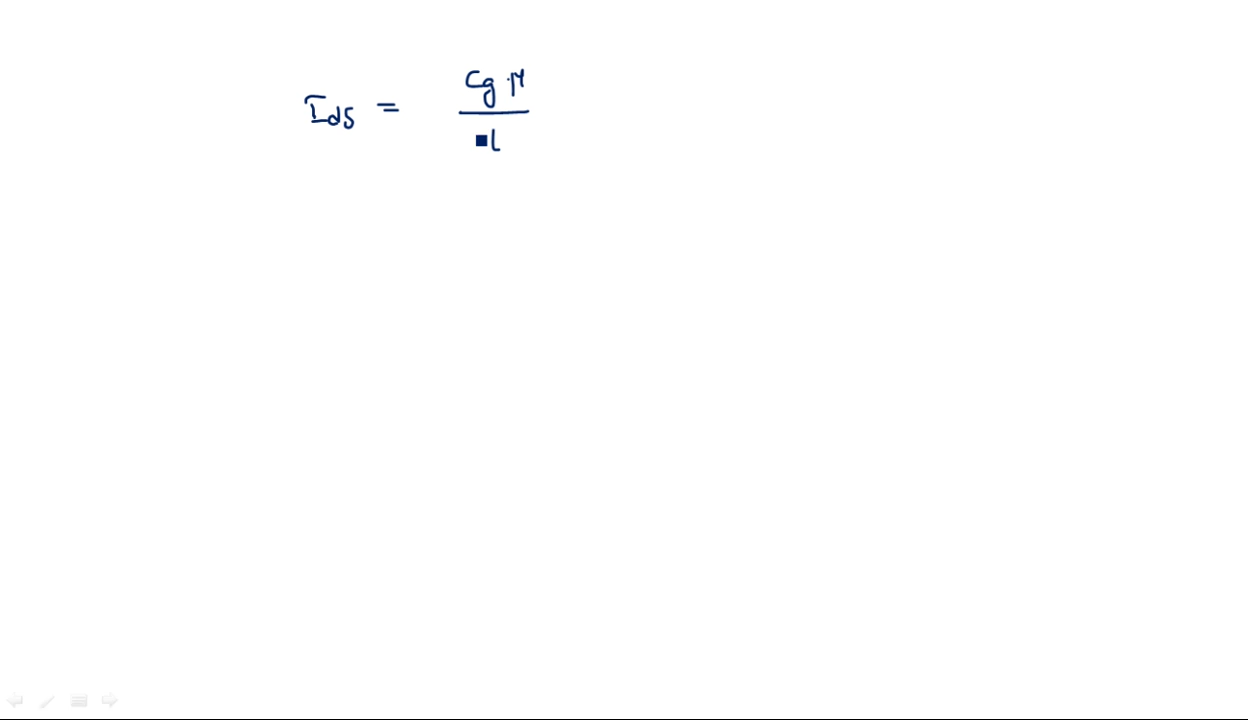 Ids = Cg μ
L